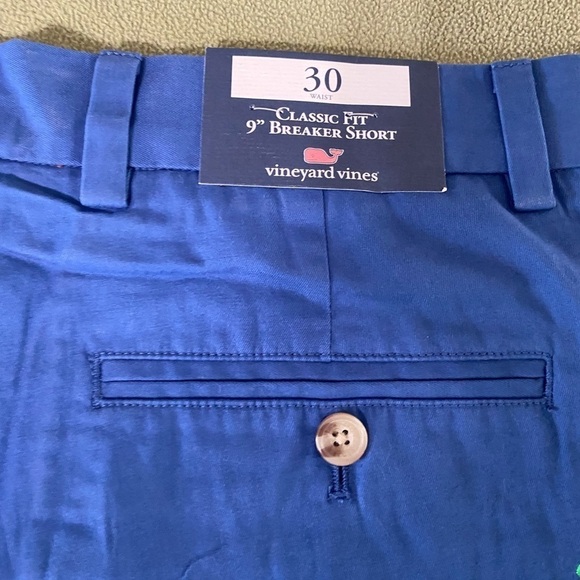 30
WAIST
CLASSIC FIT
9" BREAKER SHORT
vineyard vines®